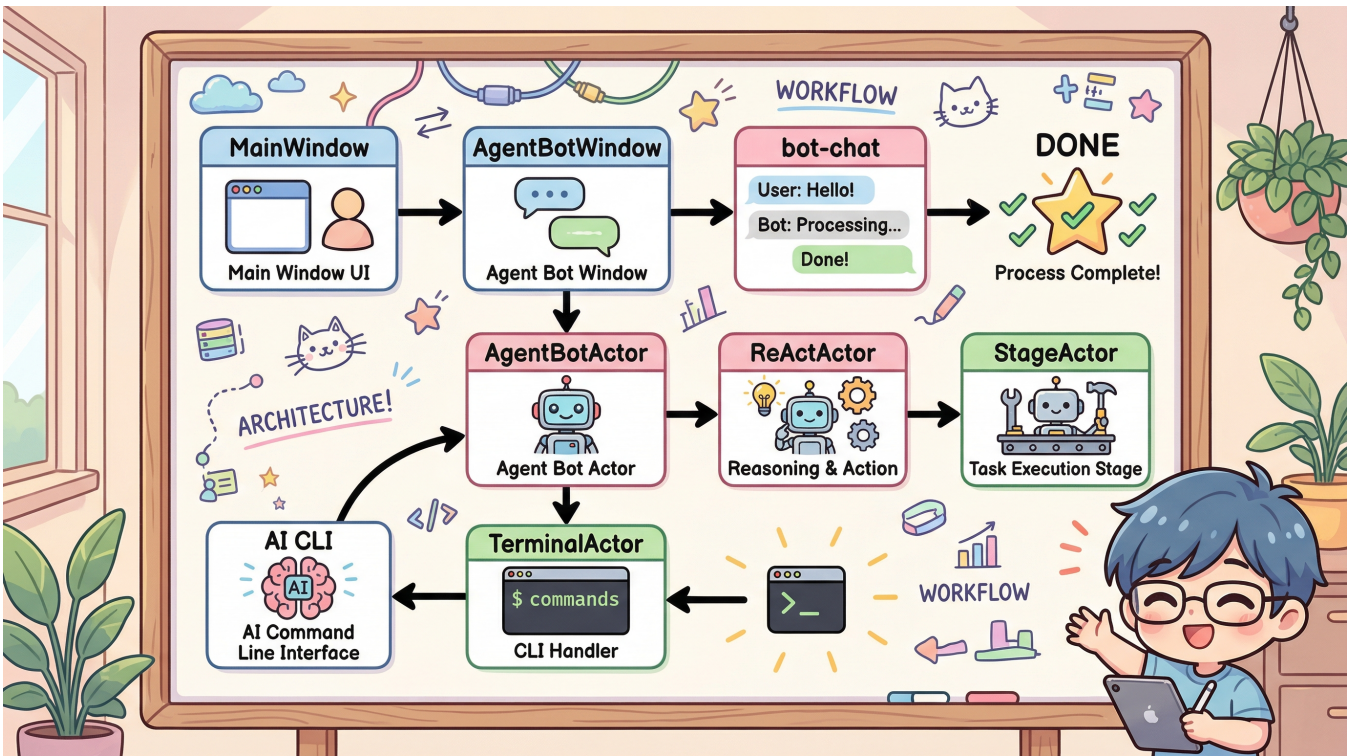 WORKFLOW
MainWindow
Main Window UI
AgentBotWindow
Agent Bot Window
bot-chat
User: Hello!
Bot: Processing...
Done!
DONE
Process Complete!
ARCHITECTURE!
AgentBotActor
Agent Bot Actor
ReActActor
Reasoning & Action
StageActor
Task Execution Stage
</>
AI CLI
AI
AI Command
Line Interface
TerminalActor
$ commands
CLI Handler
>_
WORKFLOW